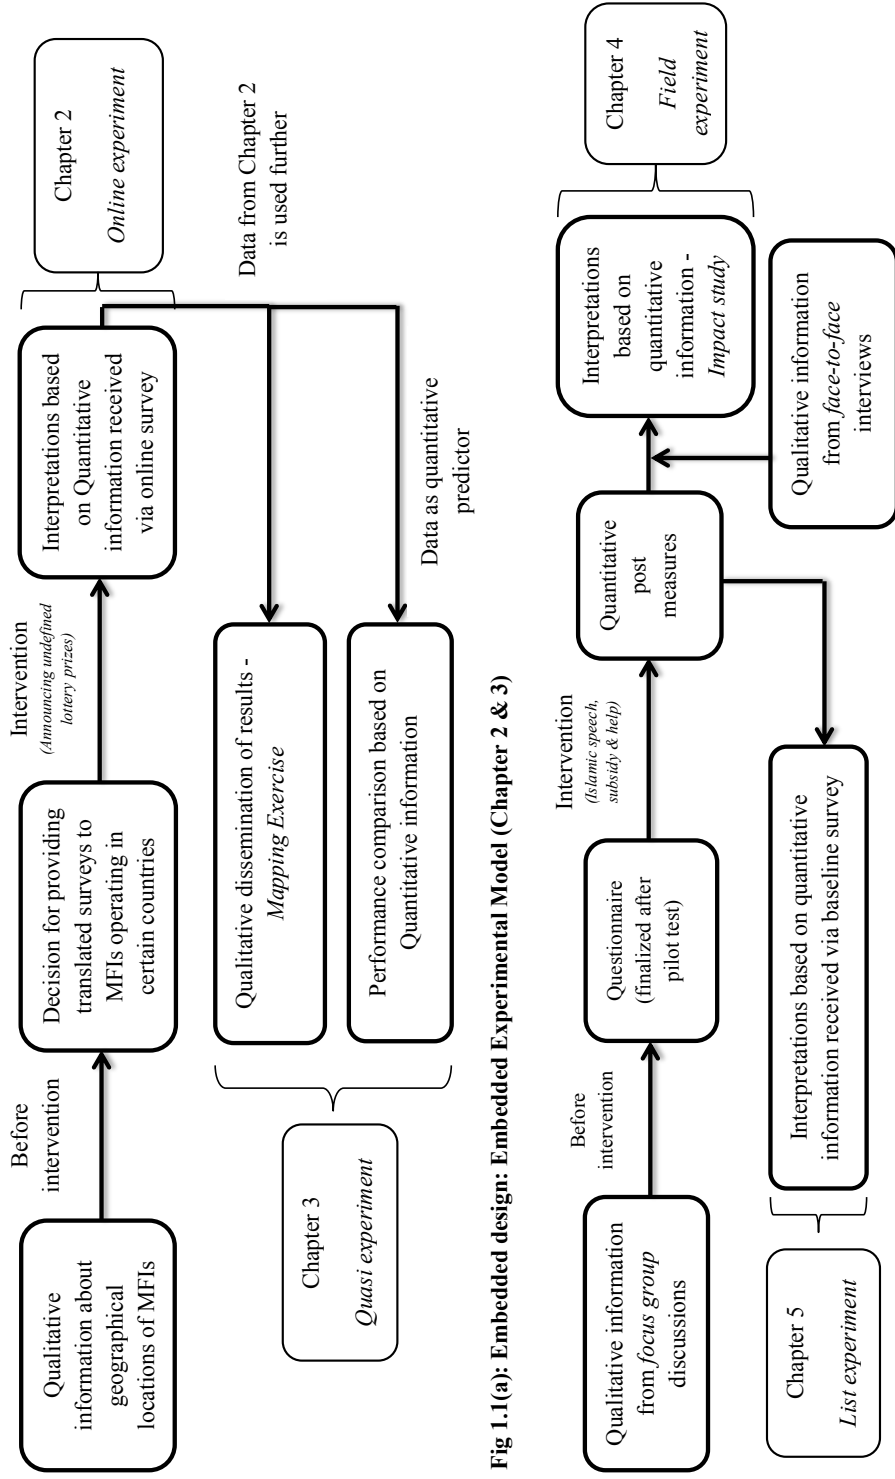 Before
intervention
Intervention
(Announcing undefined
lottery prizes)
Qualitative
information about
geographical
locations of MFIs
Decision for providing
translated surveys to
MFIs operating in
certain countries
Interpretations based
on Quantitative
information received
via online survey
Chapter 2
Online experiment
Data from Chapter 2
is used further
Chapter 3
Quasi experiment
Qualitative dissemination of results -
Mapping Exercise
Performance comparison based on
Quantitative information
Data as quantitative
predictor
Fig 1.1(a): Embedded design: Embedded Experimental Model (Chapter 2 & 3)
Before
intervention
Intervention
(Islamic speech,
subsidy & help)
Qualitative information
from focus group
discussions
Questionnaire
(finalized after
pilot test)
Quantitative
post
measures
Interpretations
based on
quantitative
information -
Impact study
Chapter 4
Field
experiment
Chapter 5
List experiment
Interpretations based on quantitative
information received via baseline survey
Qualitative information
from face-to-face
interviews